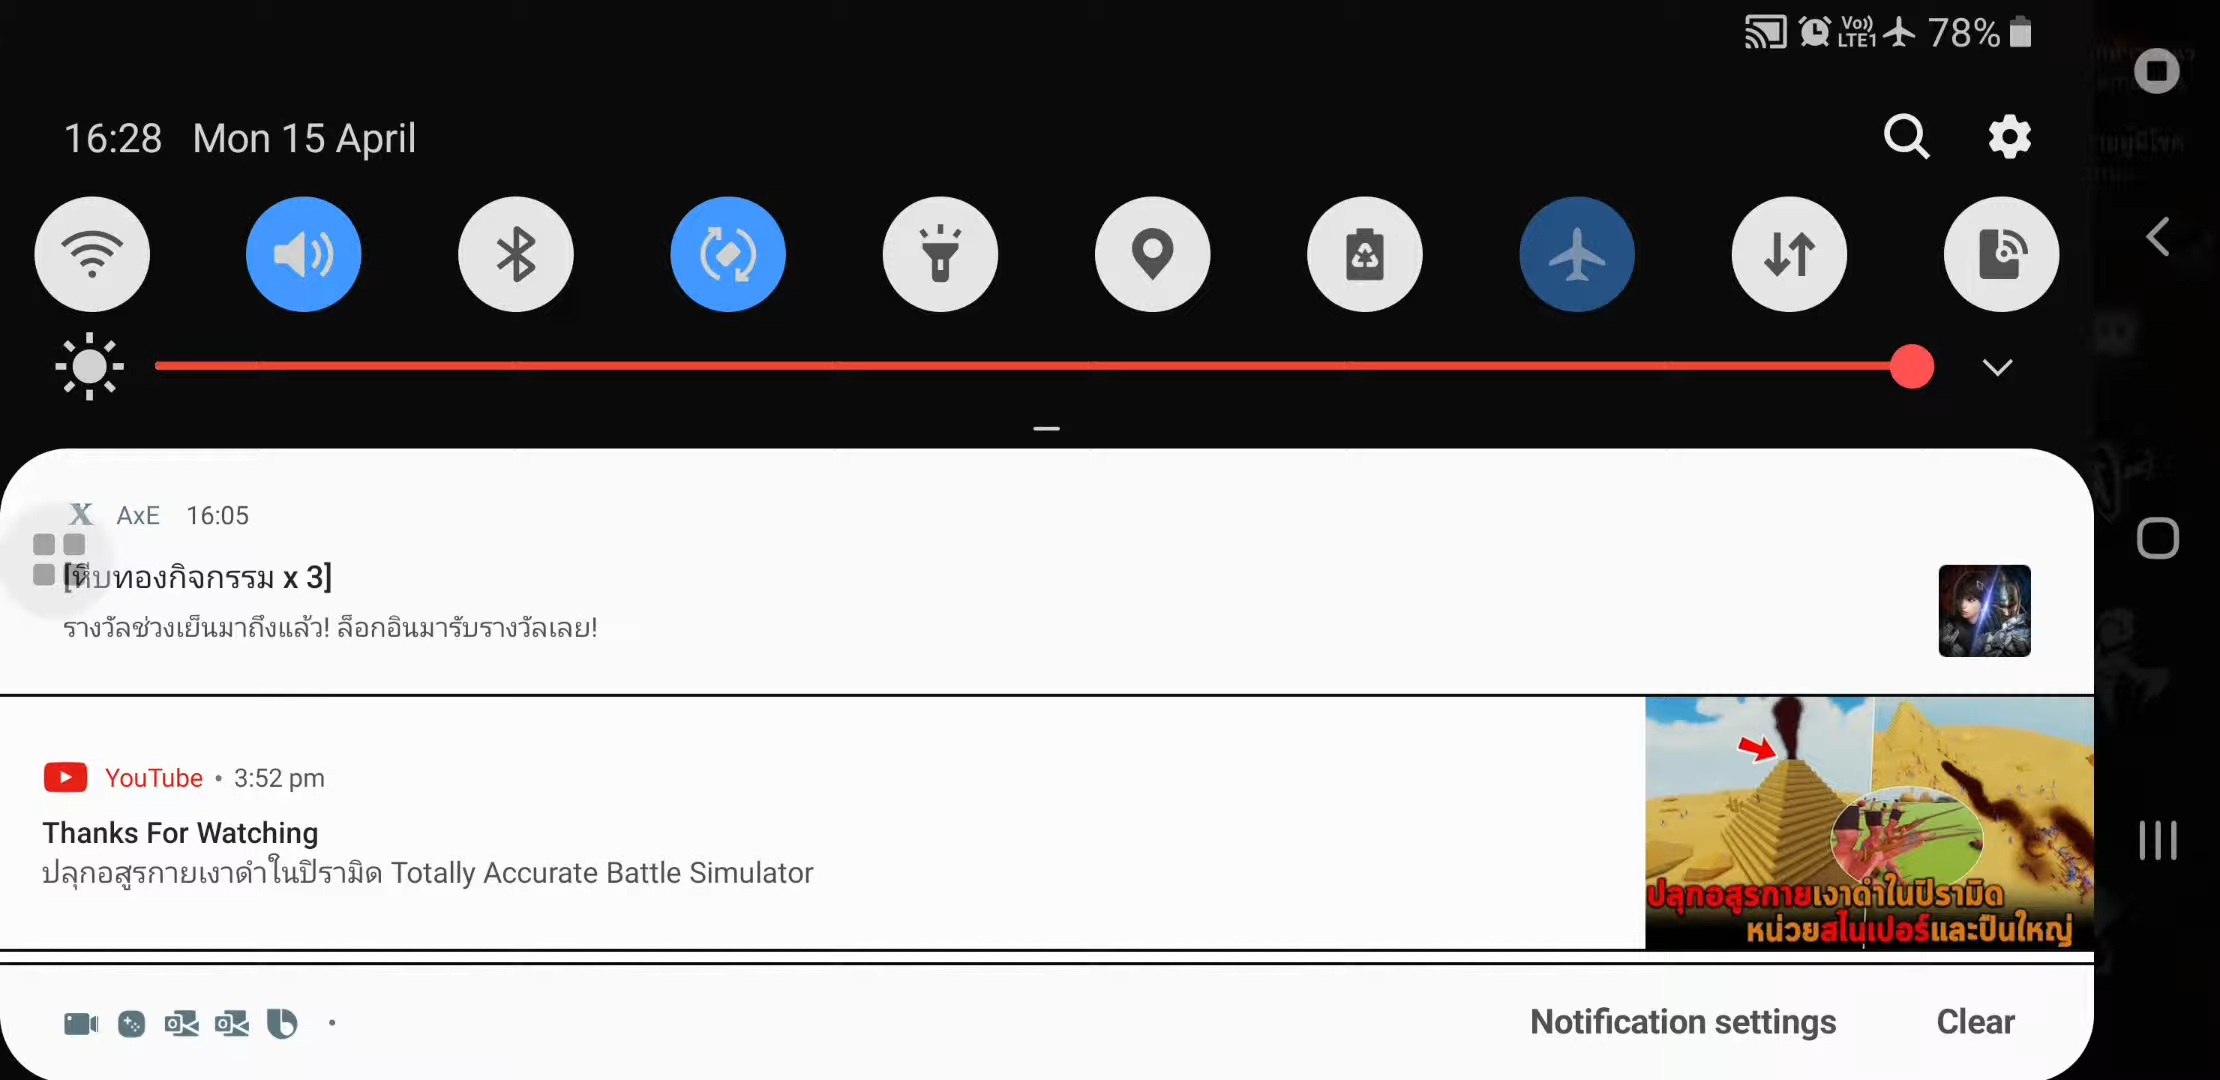 Vo)) LTE1 78%
16:28 Mon 15 April
AxE 16:05
[หีบทองกิจกรรม x 3]
รางวัลช่วงเย็นมาถึงแล้ว! ล็อกอินมารับรางวัลเลย!
YouTube • 3:52 pm
Thanks For Watching
ปลุกอสูรกายเงาดำในปิรามิด Totally Accurate Battle Simulator
ปลุกอสูรกายเงาดำในปิรามิด
หน่วยสไนเปอร์และปืนใหญ่
Notification settings Clear